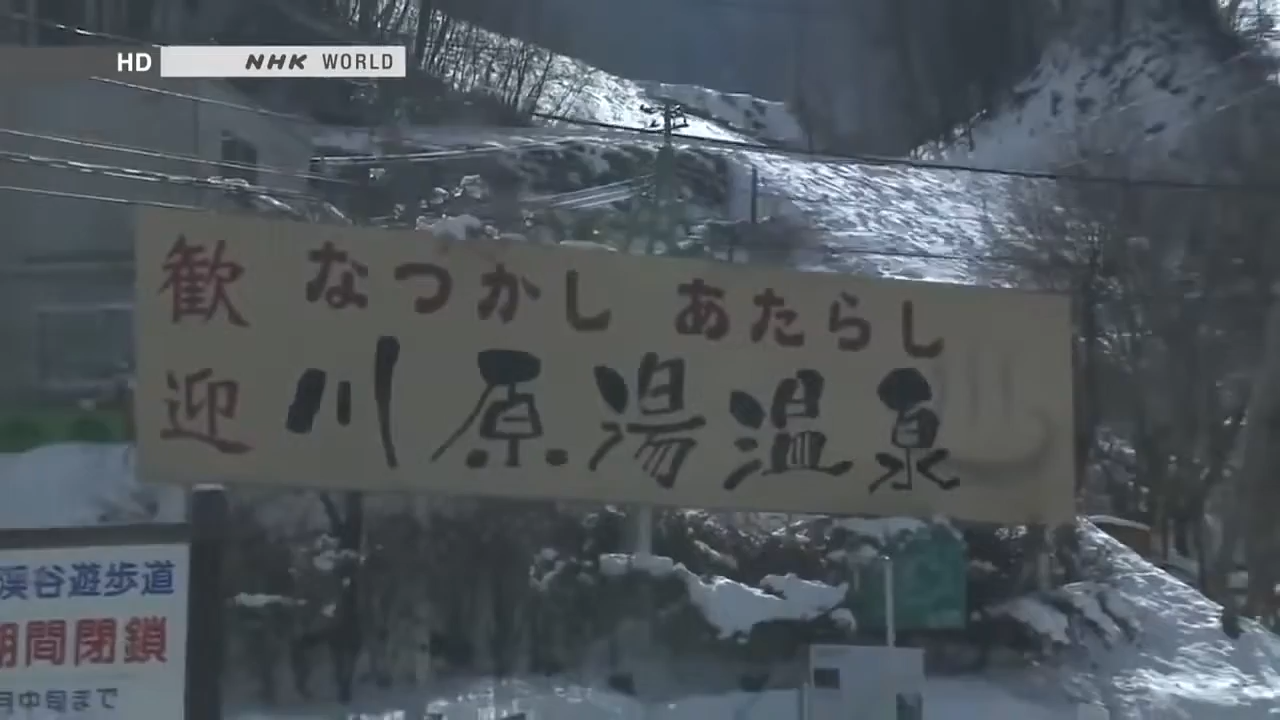 HD NHK WORLD
歓迎
なつかし あたらし
川原湯温泉
渓谷遊歩道
期間閉鎖
月中旬まで